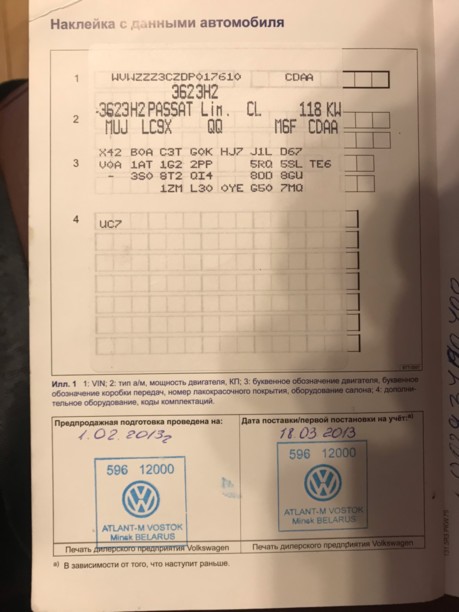 Наклейка с данными автомобиля
1 WVWZZZ3CZDP017610 CDAA
3623H2
2 -3623H2 PASSAT Lim. CL 118 KW
MUJ LC9X QQ M6F CDAA
X42 B0A C3T G0K HJ7 J1L D67
3 V0A 1AT 1G2 2PP 5RQ 5SL TE6
- 3S0 8T2 QI4 8DD 8GU
1ZM L30 OYE G50 7MQ
4 UC7
Илл. 1 1: VIN; 2: тип а/м, мощность двигателя, КП; 3: буквенное обозначение двигателя, буквенное
обозначение коробки передач, номер лакокрасочного покрытия, оборудование салона; 4: дополни-
тельное оборудование, коды комплектаций.
Предпродажная подготовка проведена на:
1.02.2013г
596 12000
ATLANT-M VOSTOK
Minsk BELARUS
Печать дилерского предприятия Volkswagen
Дата поставки/первой постановки на учёт:а)
18.03 2013
596 12000
ATLANT-M VOSTOK
Minsk BELARUS
Печать дилерского предприятия Volkswagen
а) В зависимости от того, что наступит раньше.